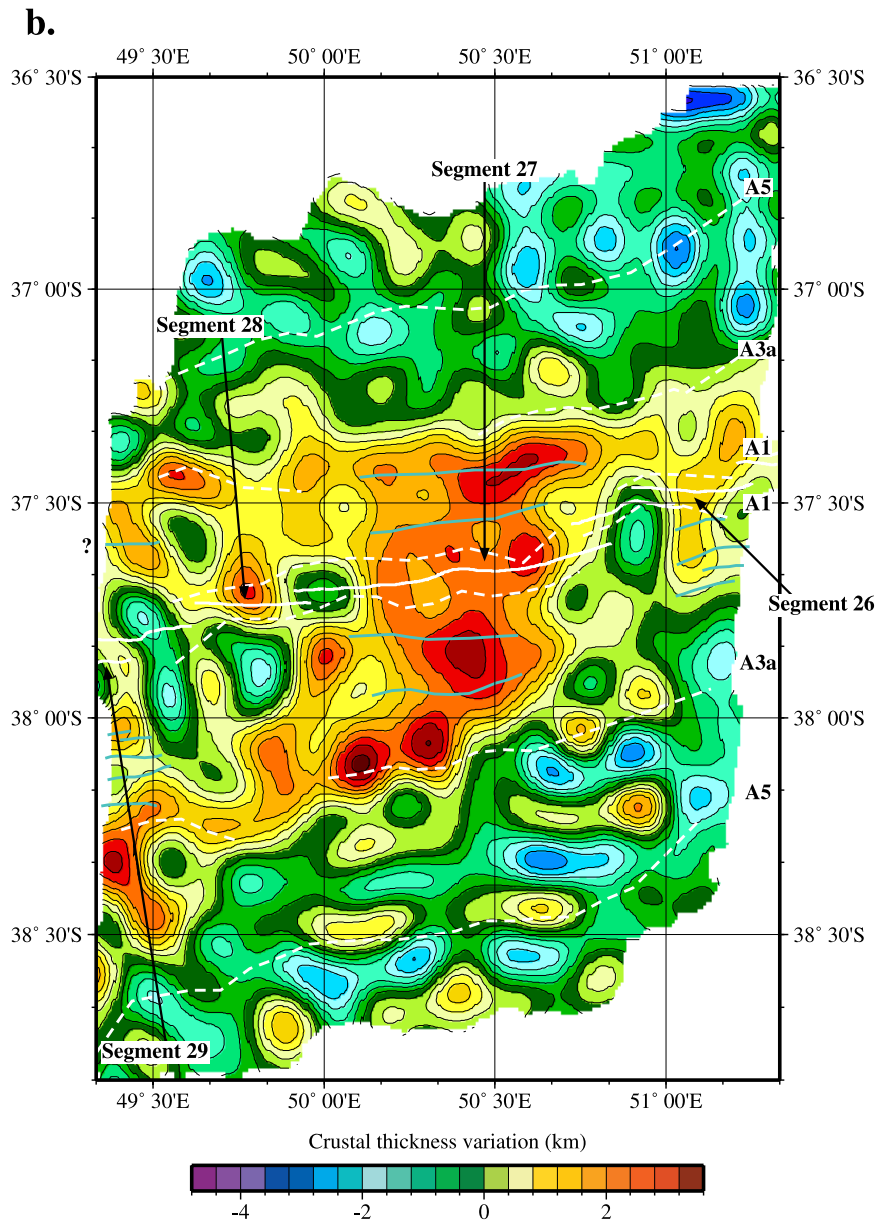 b.
49° 30'E 50° 00'E 50° 30'E 51° 00'E
36° 30'S 36° 30'S
Segment 27
A5
37° 00'S 37° 00'S
Segment 28
A3a
A1
37° 30'S 37° 30'S
A1
?
Segment 26
A3a
38° 00'S 38° 00'S
A5
38° 30'S 38° 30'S
Segment 29
49° 30'E 50° 00'E 50° 30'E 51° 00'E
Crustal thickness variation (km)
-4 -2 0 2